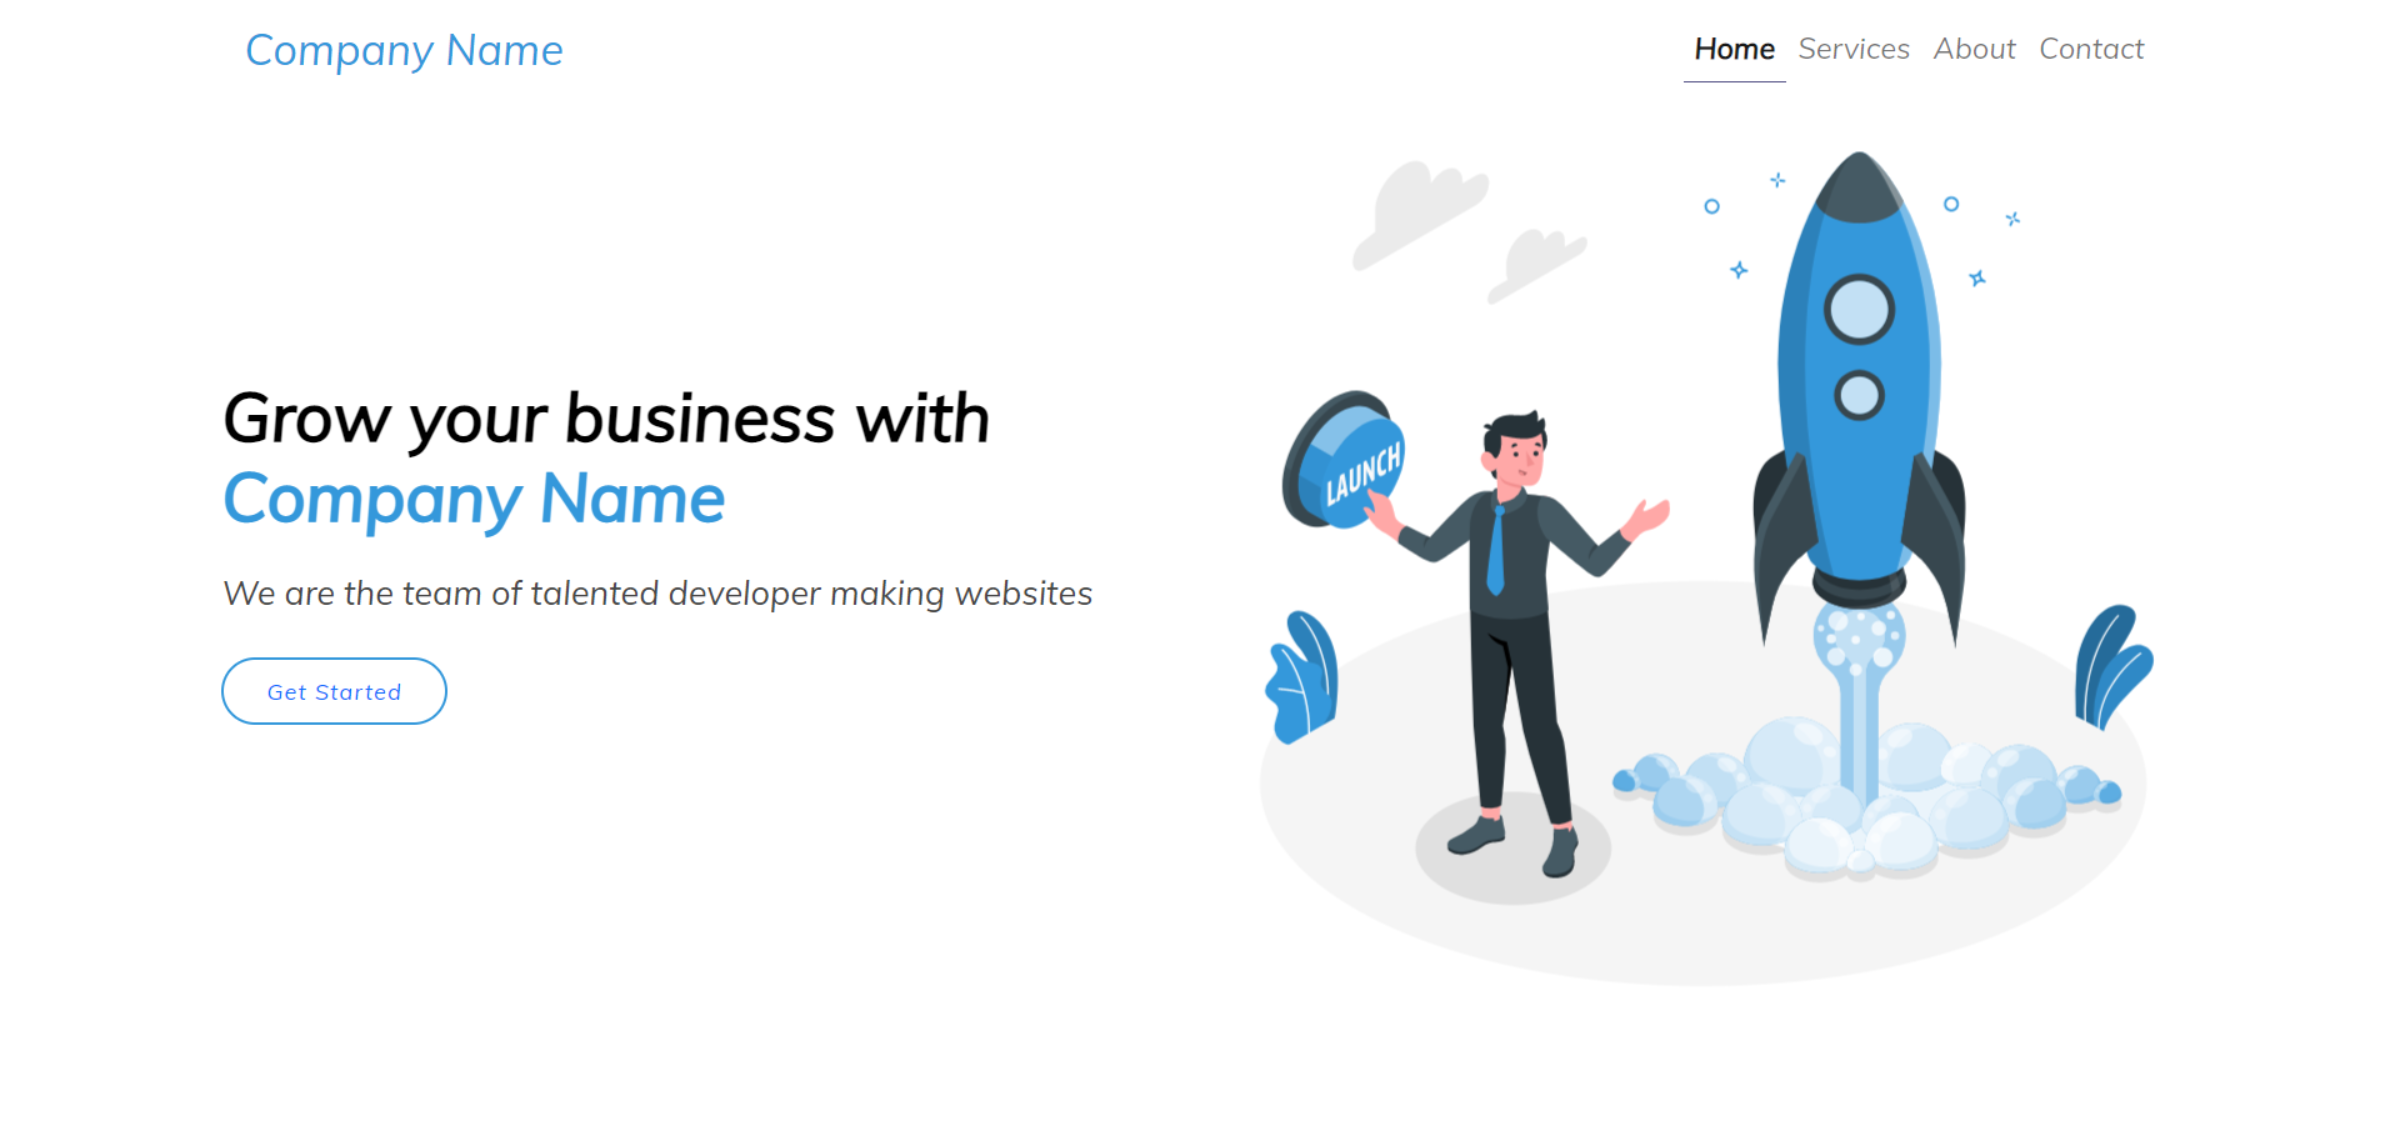 Company Name
Home Services About Contact
Grow your business with
Company Name
We are the team of talented developer making websites
Get Started
LAUNCH